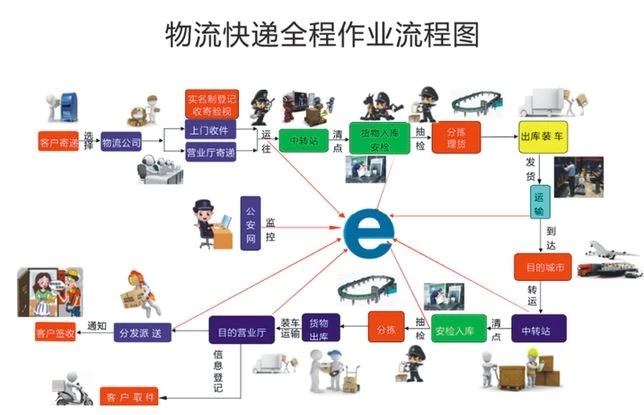 物流快递全程作业流程图
实名制登记
收寄验视
客户寄递
选择
物流公司
上门收件
营业厅寄递
运往
中转站
清点
货物入库
安检
抽检
分拣
理货
出库装车
发货
运输
到达
目的城市
转运
中转站
清点
安检入库
抽检
分拣
货物
出库
装车
运输
目的营业厅
分发派送
通知
客户签收
信息登记
客户取件
公安网
监控
e